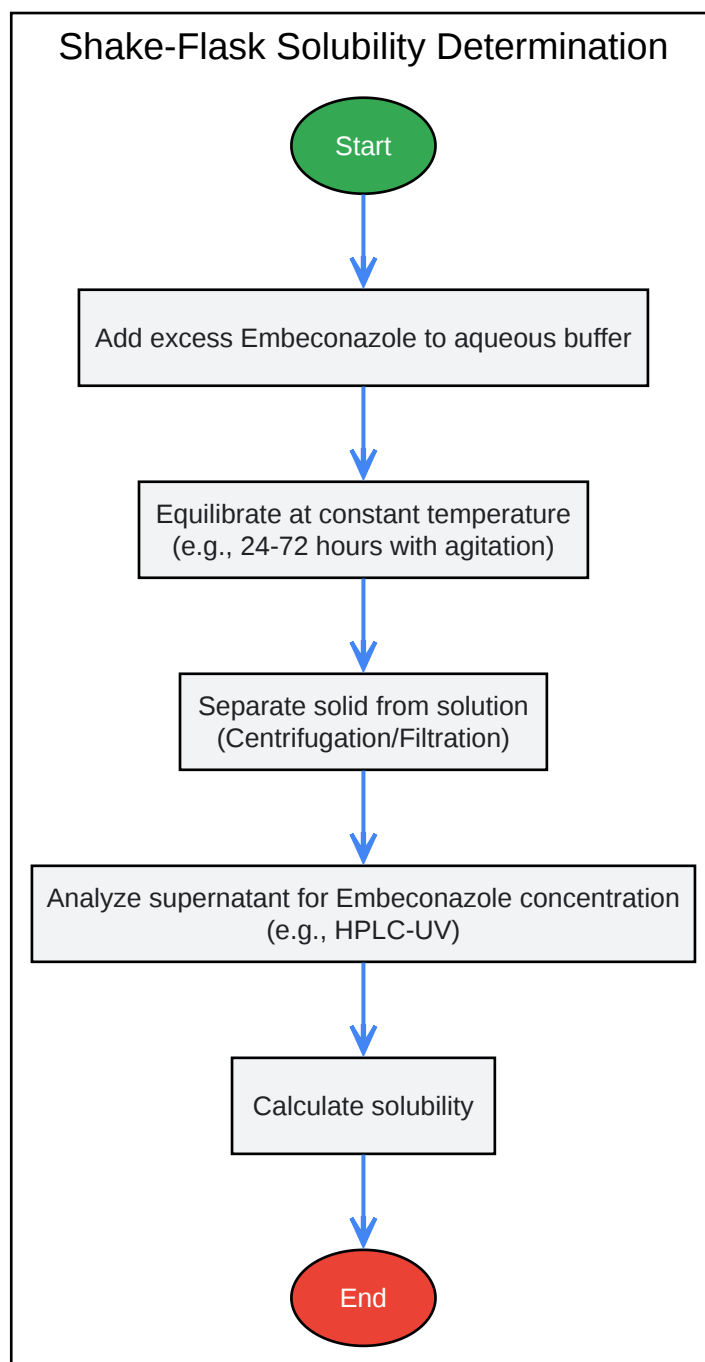 Shake-Flask Solubility Determination
Start
Add excess Embeconazole to aqueous buffer
Equilibrate at constant temperature
(e.g., 24-72 hours with agitation)
Separate solid from solution
(Centrifugation/Filtration)
Analyze supernatant for Embeconazole concentration
(e.g., HPLC-UV)
Calculate solubility
End